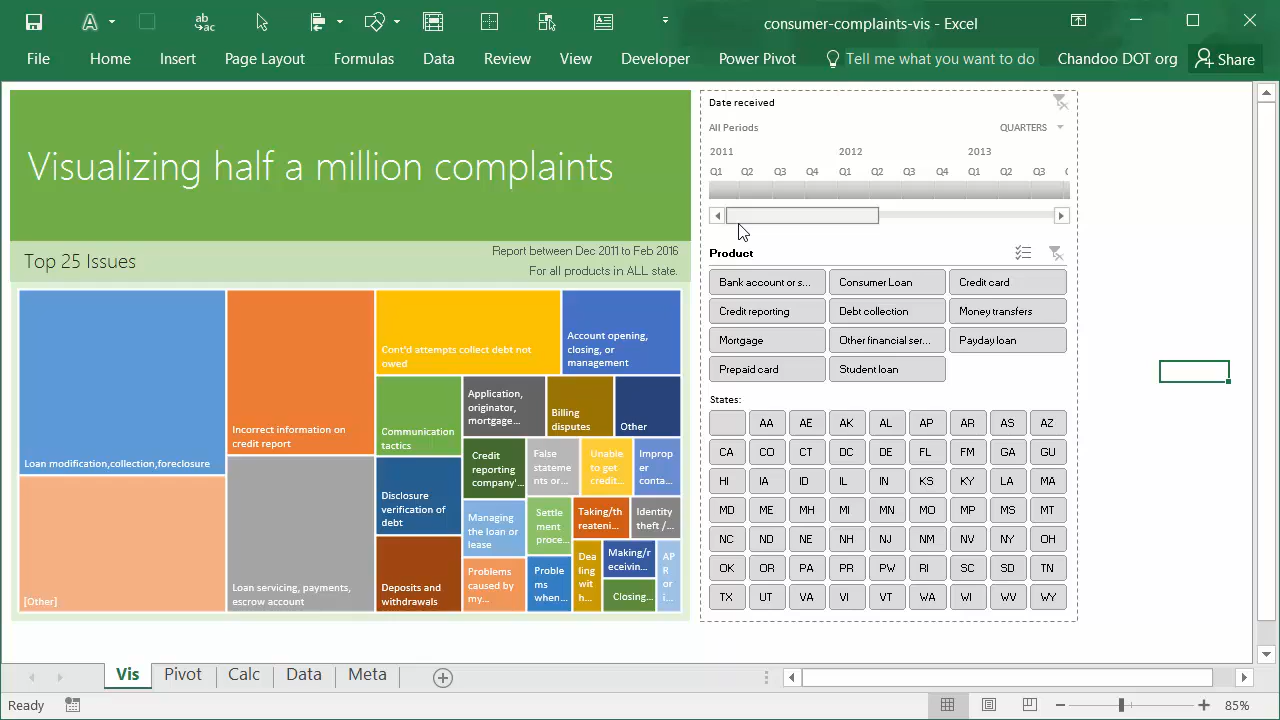 ab
ac
consumer-complaints-vis - Excel
File Home Insert Page Layout Formulas Data Review View Developer Power Pivot Tell me what you want to do Chandoo DOT org Share
Visualizing half a million complaints
Top 25 Issues
Report between Dec 2011 to Feb 2016
For all products in ALL state.
Loan modification,collection,foreclosure
[Other]
Incorrect information on
credit report
Loan servicing, payments,
escrow account
Cont'd attempts collect debt not
owed
Account opening,
closing, or
management
Communication
tactics
Disclosure
verification of
debt
Deposits and
withdrawals
Application,
originator,
mortgage...
Billing
disputes
Other
Credit
reporting
company'...
False
stateme
nts or...
Unable
to get
credit...
Improp
er
conta...
Managing
the loan or
lease
Settle
ment
proce...
Taking/th
reateni...
Identity
theft /...
Problems
caused by
my...
Proble
ms
when...
Dea
ling
wit
h...
Making/r
eceivin...
Closing...
AP
R or
i...
Date received
All Periods QUARTERS
2011 2012 2013
Q1 Q2 Q3 Q4 Q1 Q2 Q3 Q4 Q1 Q2 Q3
Product
Bank account or s... Consumer Loan Credit card
Credit reporting Debt collection Money transfers
Mortgage Other financial ser... Payday loan
Prepaid card Student loan
States:
AA AE AK AL AP AR AS AZ
CA CO CT DC DE FL FM GA GU
HI IA ID IL IN KS KY LA MA
MD ME MH MI MN MO MP MS MT
NC ND NE NH NJ NM NV NY OH
OK OR PA PR PW RI SC SD TN
TX UT VA VI VT WA WI WV WY
Vis Pivot Calc Data Meta
Ready 85%